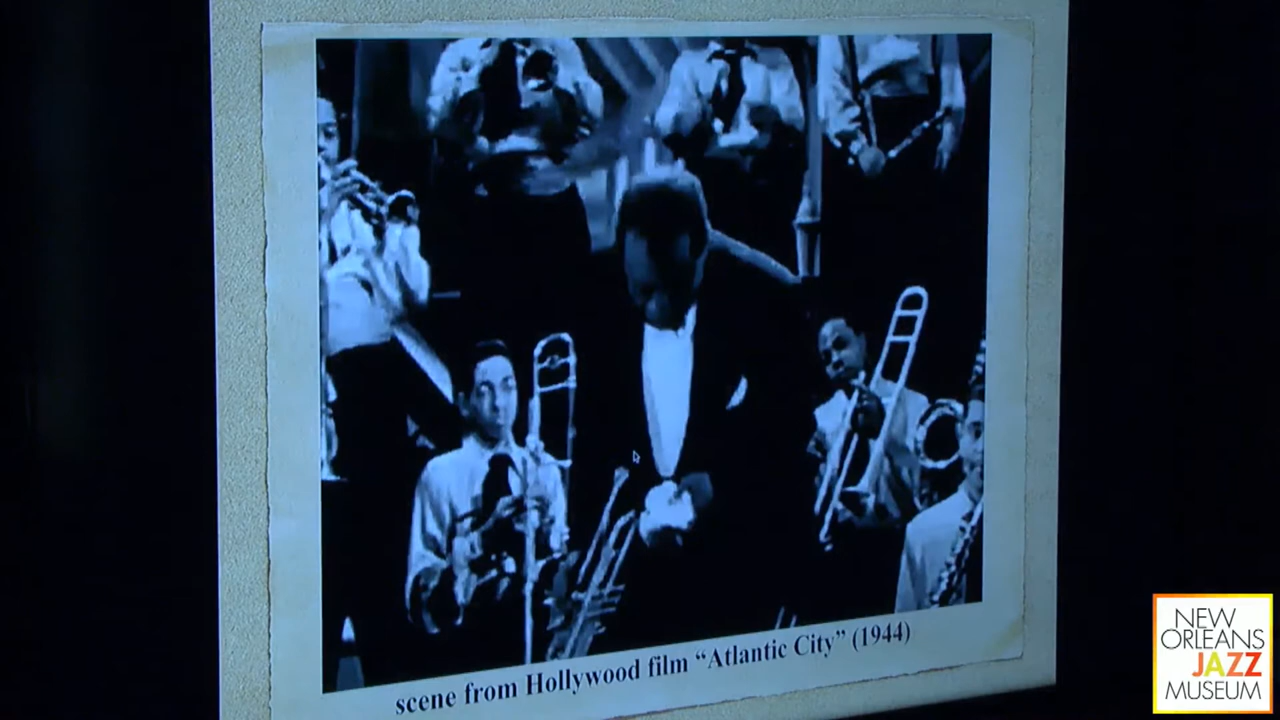 scene from Hollywood film “Atlantic City” (1944)
NEW
ORLEANS
JAZZ
MUSEUM